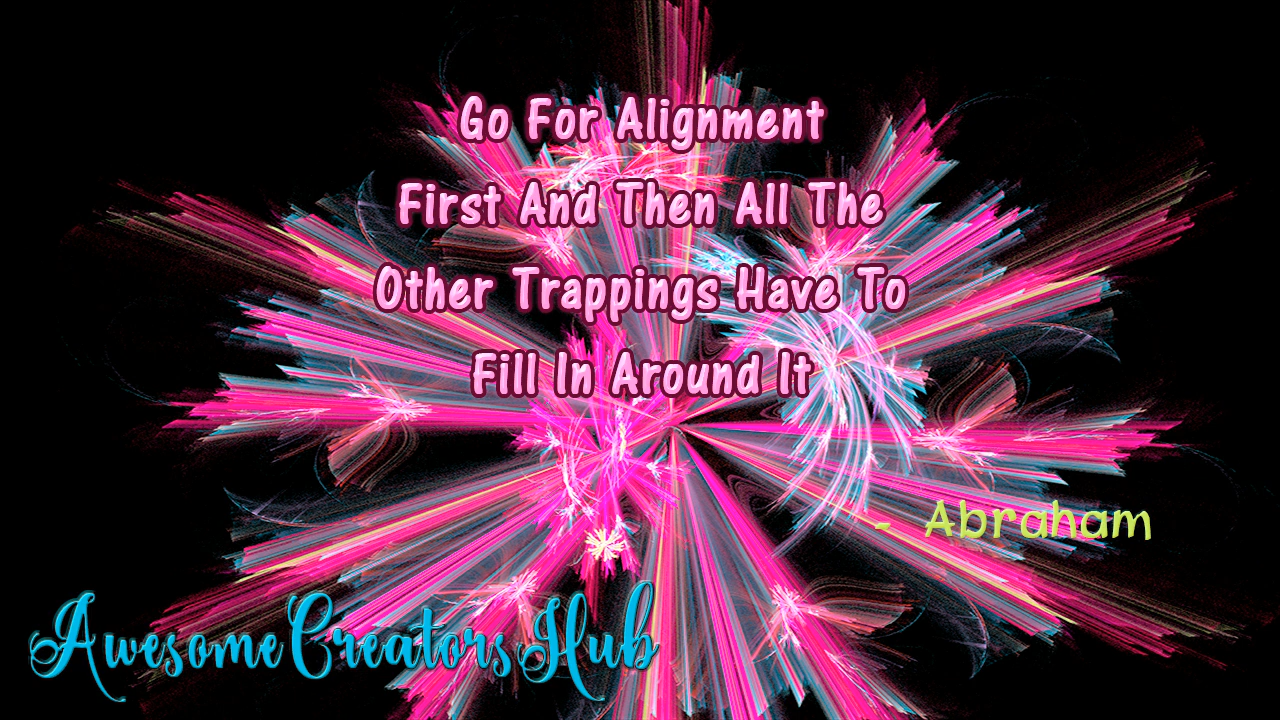 Go For Alignment
First And Then All The
Other Trappings Have To
Fill In Around It
- Abraham
AwesomeCreatorsHub